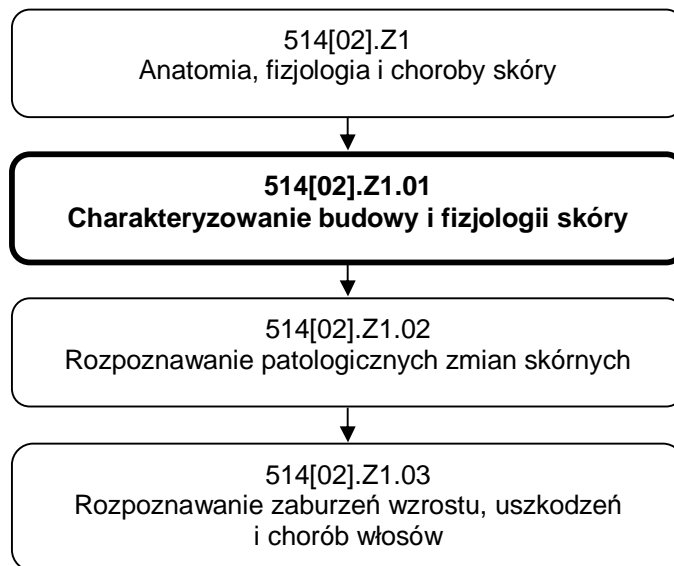 514[02].Z1
Anatomia, fizjologia i choroby skóry
514[02].Z1.01
Charakteryzowanie budowy i fizjologii skóry
514[02].Z1.02
Rozpoznawanie patologicznych zmian skórnych
514[02].Z1.03
Rozpoznawanie zaburzeń wzrostu, uszkodzeń
i chorób włosów